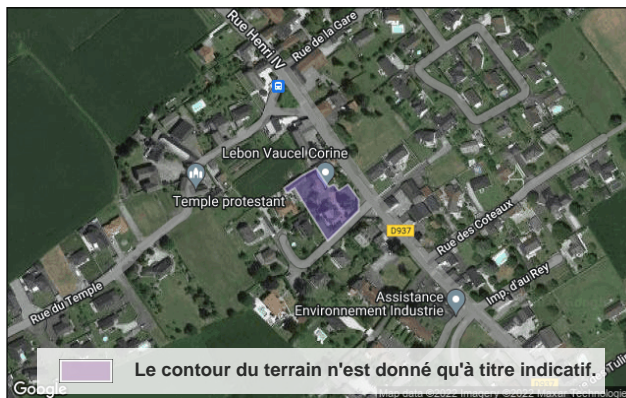 Rue Henri IV
Rue de la Gare
Lebon Vaucel Corine
Temple protestant
D937
Rue des Coteaux
Imp. d'au Rey
Assistance
Environnement Industrie
Rue du Temple
Le contour du terrain n'est donné qu'à titre indicatif.
D937
Google
Map data ©2022 Imagery ©2022 Maxar Technologies